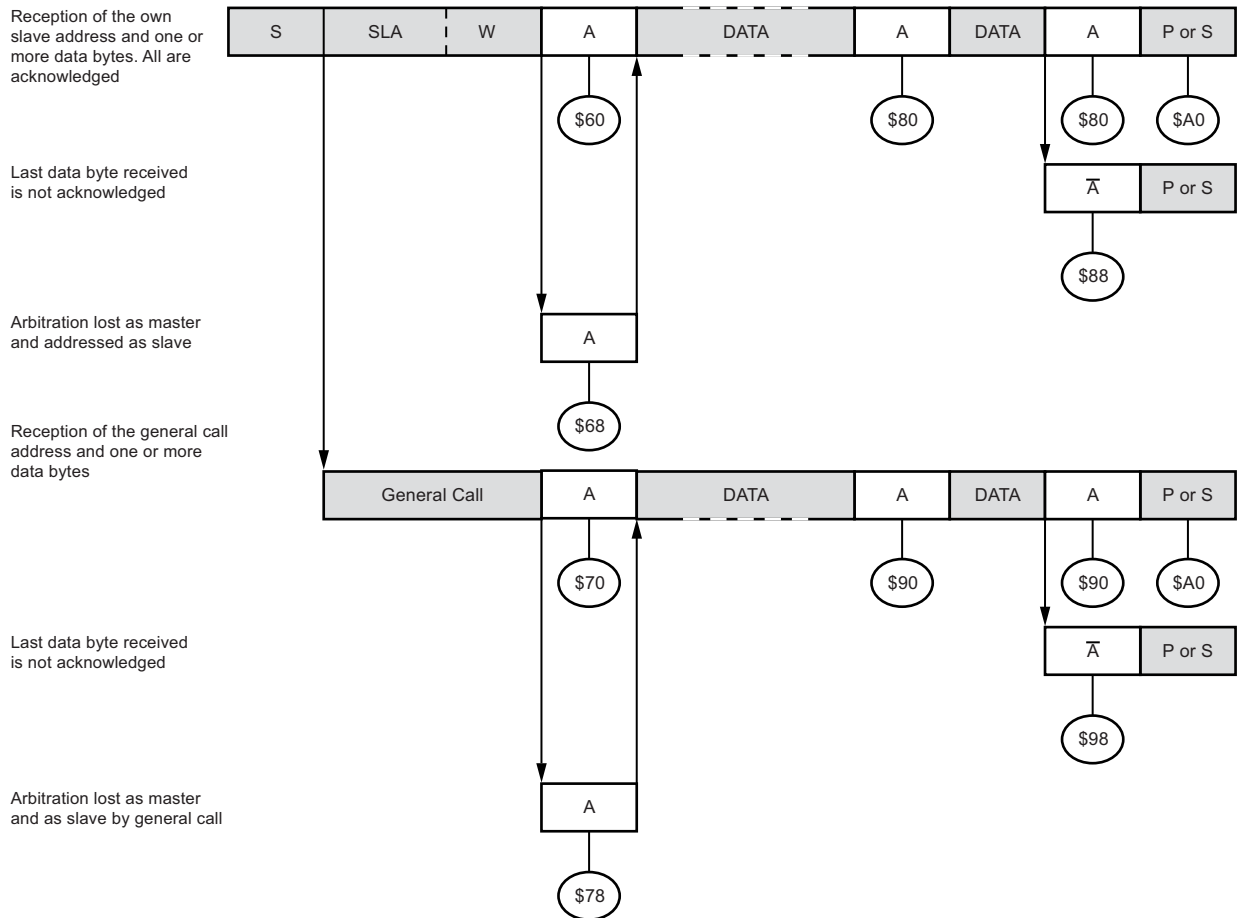 Reception of the own
slave address and one or
more data bytes. All are
acknowledged
S SLA W A DATA A DATA A P or S
$60 $80 $80 $A0
Last data byte received
is not acknowledged
A̅ P or S
$88
Arbitration lost as master
and addressed as slave
A
$68
Reception of the general call
address and one or more
data bytes
General Call A DATA A DATA A P or S
$70 $90 $90 $A0
Last data byte received
is not acknowledged
A̅ P or S
$98
Arbitration lost as master
and as slave by general call
A
$78